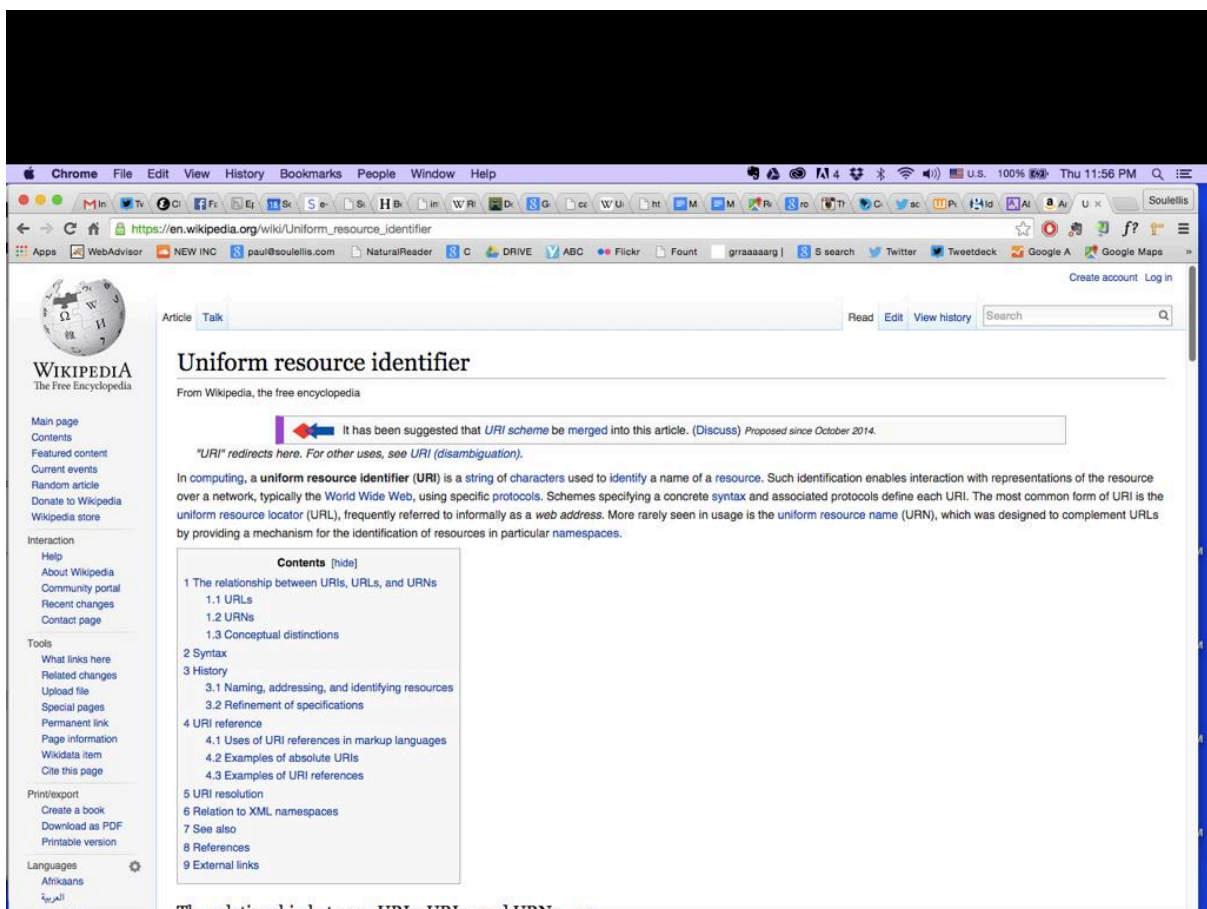 Chrome File Edit View History Bookmarks People Window Help 4 U.S. 100% Thu 11:56 PM
Soulellis
https://en.wikipedia.org/wiki/Uniform_resource_identifier f?
Apps WebAdvisor NEW INC paul@soulellis.com NaturalReader C DRIVE ABC Flickr Fount grraaaarg | S search Twitter Tweetdeck Google A Google Maps »
Create account Log in
Article Talk Read Edit View history Search
WIKIPEDIA
The Free Encyclopedia
Uniform resource identifier
From Wikipedia, the free encyclopedia
It has been suggested that URI scheme be merged into this article. (Discuss) Proposed since October 2014.
"URI" redirects here. For other uses, see URI (disambiguation).
In computing, a uniform resource identifier (URI) is a string of characters used to identify a name of a resource. Such identification enables interaction with representations of the resource
over a network, typically the World Wide Web, using specific protocols. Schemes specifying a concrete syntax and associated protocols define each URI. The most common form of URI is the
uniform resource locator (URL), frequently referred to informally as a web address. More rarely seen in usage is the uniform resource name (URN), which was designed to complement URLs
by providing a mechanism for the identification of resources in particular namespaces.
Contents [hide]
1 The relationship between URIs, URLs, and URNs
1.1 URLs
1.2 URNs
1.3 Conceptual distinctions
2 Syntax
3 History
3.1 Naming, addressing, and identifying resources
3.2 Refinement of specifications
4 URI reference
4.1 Uses of URI references in markup languages
4.2 Examples of absolute URIs
4.3 Examples of URI references
5 URI resolution
6 Relation to XML namespaces
7 See also
8 References
9 External links
Main page
Contents
Featured content
Current events
Random article
Donate to Wikipedia
Wikipedia store
Interaction
Help
About Wikipedia
Community portal
Recent changes
Contact page
Tools
What links here
Related changes
Upload file
Special pages
Permanent link
Page information
Wikidata item
Cite this page
Print/export
Create a book
Download as PDF
Printable version
Languages
Afrikaans
العربية